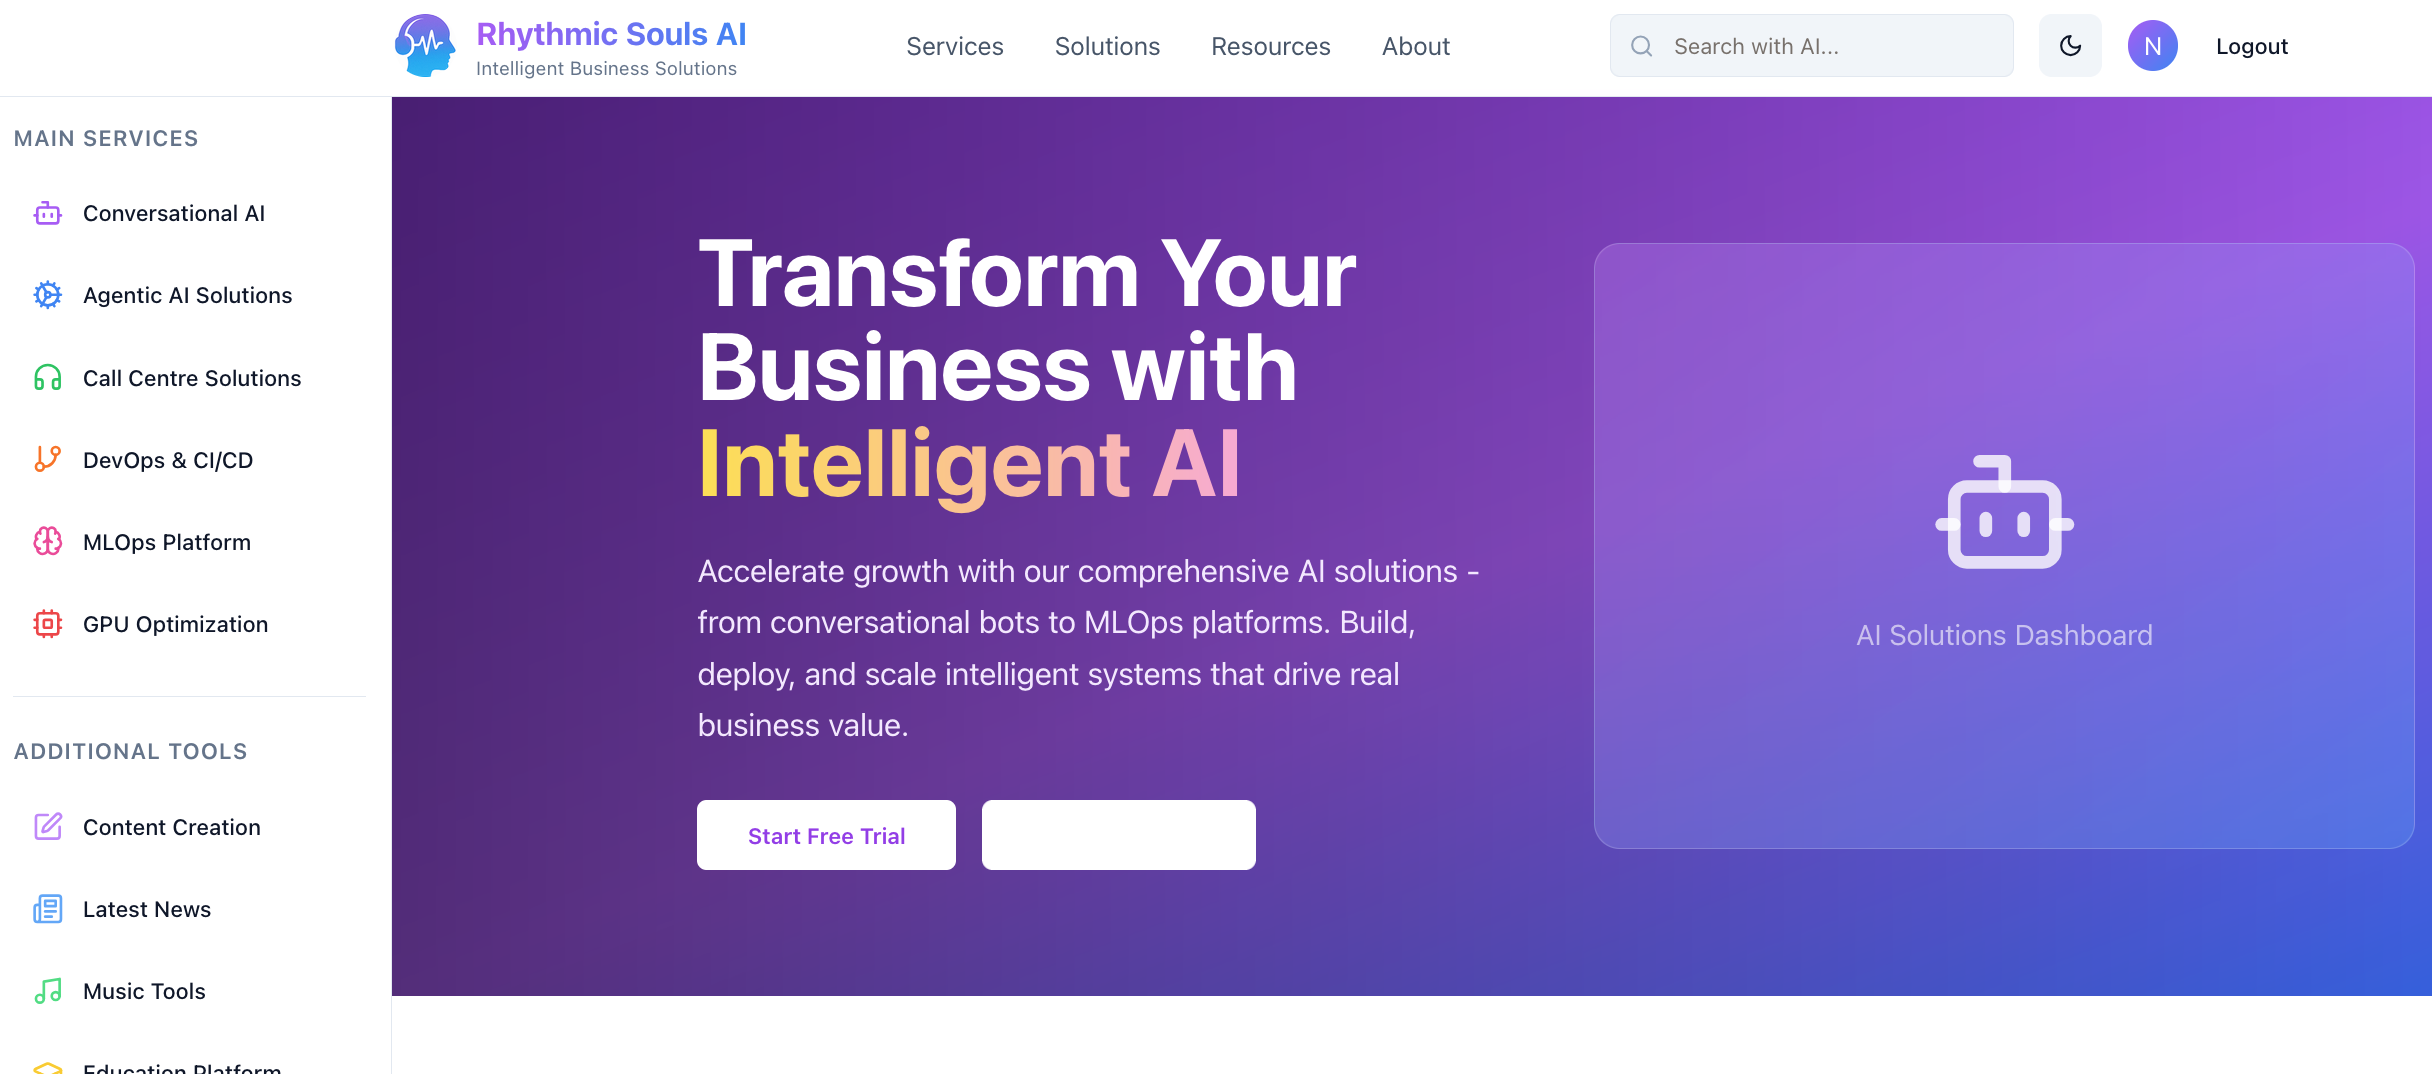 Rhythmic Souls AI
Intelligent Business Solutions
Services
Solutions
Resources
About
Search with AI...
N
Logout
MAIN SERVICES
Conversational AI
Agentic AI Solutions
Call Centre Solutions
DevOps & CI/CD
MLOps Platform
GPU Optimization
ADDITIONAL TOOLS
Content Creation
Latest News
Music Tools
Education Platform
Transform Your
Business with
Intelligent AI
Accelerate growth with our comprehensive AI solutions -
from conversational bots to MLOps platforms. Build,
deploy, and scale intelligent systems that drive real
business value.
Start Free Trial
AI Solutions Dashboard